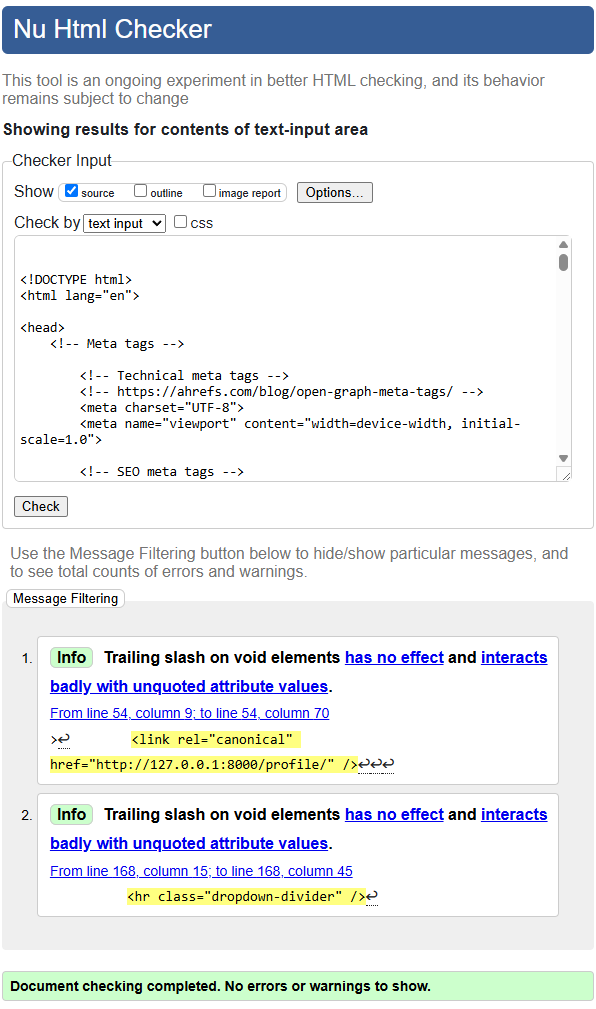 Nu Html Checker
This tool is an ongoing experiment in better HTML checking, and its behavior
remains subject to change
Showing results for contents of text-input area
Checker Input
Show source outline image report Options...
Check by text input css
<!DOCTYPE html>
<html lang="en">
<head>
<!-- Meta tags -->
<!-- Technical meta tags -->
<!-- https://ahrefs.com/blog/open-graph-meta-tags/ -->
<meta charset="UTF-8">
<meta name="viewport" content="width=device-width, initial-
scale=1.0">
<!-- SEO meta tags -->
Check
Use the Message Filtering button below to hide/show particular messages, and
to see total counts of errors and warnings.
Message Filtering
1. Info Trailing slash on void elements has no effect and interacts
badly with unquoted attribute values.
From line 54, column 9; to line 54, column 70
>↩ <link rel="canonical"
href="http://127.0.0.1:8000/profile/" />↩↩↩
2. Info Trailing slash on void elements has no effect and interacts
badly with unquoted attribute values.
From line 168, column 15; to line 168, column 45
<hr class="dropdown-divider" />↩
Document checking completed. No errors or warnings to show.